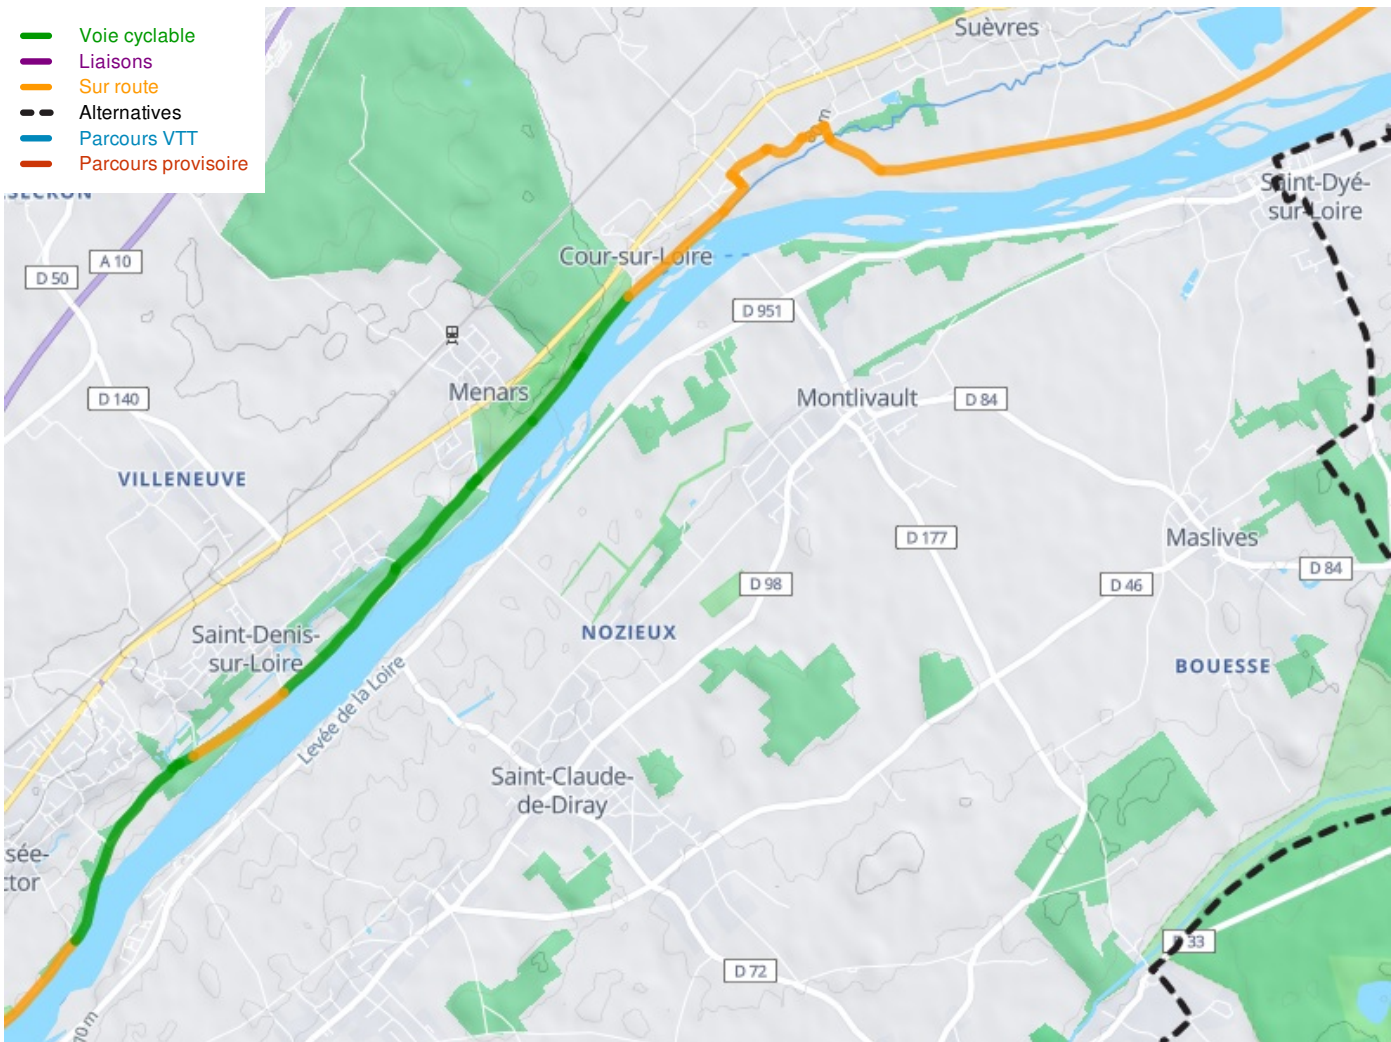 Voie cyclable
Liaisons
Sur route
Alternatives
Parcours VTT
Parcours provisoire
Suèvres
Saint-Dyé-
sur-Loire
A 10
D 50
Cour-sur-Loire
D 951
Menars
D 140
Montlivault
D 84
VILLENEUVE
D 177
Maslives
D 84
D 98
D 46
Saint-Denis-
sur-Loire
NOZIEUX
BOUESSE
Levée de la Loire
Saint-Claude-
de-Diray
sée-
ctor
33
D 72